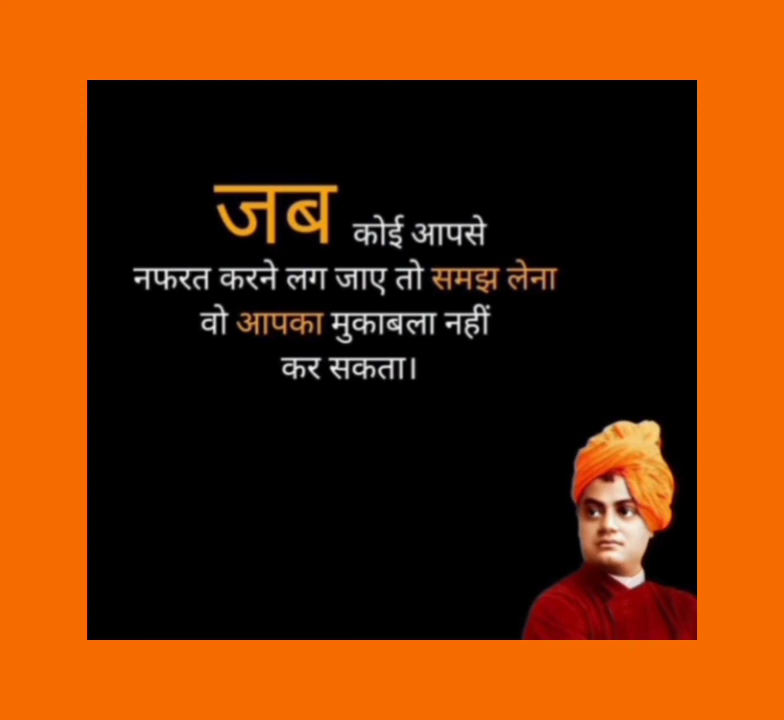 जब कोई आपसे
नफरत करने लग जाए तो समझ लेना
वो आपका मुकाबला नहीं
कर सकता।